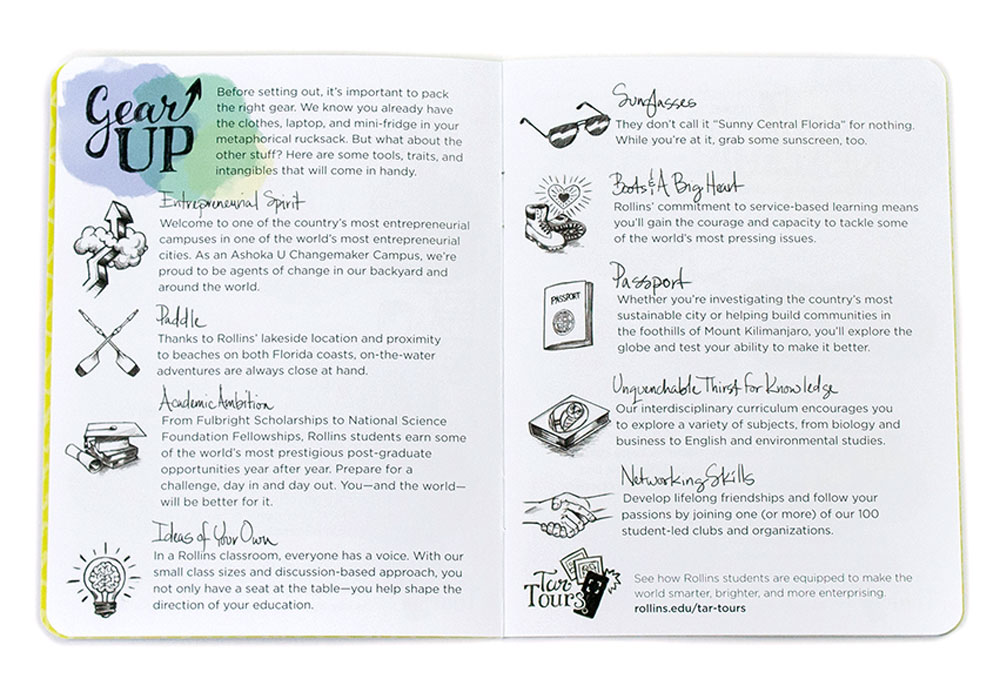 Gear
UP
Before setting out, it's important to pack
the right gear. We know you already have
the clothes, laptop, and mini-fridge in your
metaphorical rucksack. But what about the
other stuff? Here are some tools, traits, and
intangibles that will come in handy.
Entrepreneurial Spirit
Welcome to one of the country's most entrepreneurial
campuses in one of the world's most entrepreneurial
cities. As an Ashoka U Changemaker Campus, we're
proud to be agents of change in our backyard and
around the world.
Paddle
Thanks to Rollins' lakeside location and proximity
to beaches on both Florida coasts, on-the-water
adventures are always close at hand.
Academic Ambition
From Fulbright Scholarships to National Science
Foundation Fellowships, Rollins students earn some
of the world's most prestigious post-graduate
opportunities year after year. Prepare for a
challenge, day in and day out. You—and the world—
will be better for it.
Ideas of Your Own
In a Rollins classroom, everyone has a voice. With our
small class sizes and discussion-based approach, you
not only have a seat at the table—you help shape the
direction of your education.
Sunglasses
They don't call it "Sunny Central Florida" for nothing.
While you're at it, grab some sunscreen, too.
Boots & A Big Heart
Rollins' commitment to service-based learning means
you'll gain the courage and capacity to tackle some
of the world's most pressing issues.
PASSPORT
Passport
Whether you're investigating the country's most
sustainable city or helping build communities in
the foothills of Mount Kilimanjaro, you'll explore the
globe and test your ability to make it better.
Unquenchable Thirst for Knowledge
Our interdisciplinary curriculum encourages you
to explore a variety of subjects, from biology and
business to English and environmental studies.
Networking Skills
Develop lifelong friendships and follow your
passions by joining one (or more) of our 100
student-led clubs and organizations.
Tar
Tours
See how Rollins students are equipped to make the
world smarter, brighter, and more enterprising.
rollins.edu/tar-tours